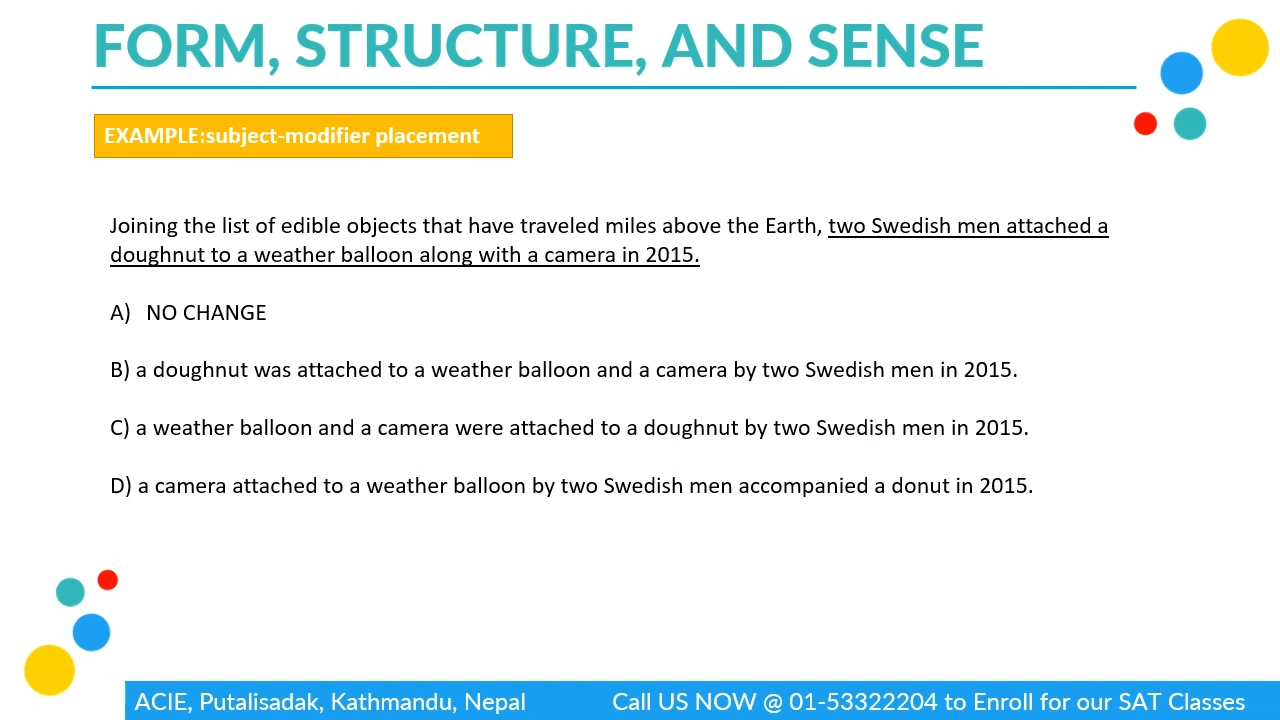 FORM, STRUCTURE, AND SENSE
EXAMPLE:subject-modifier placement
Joining the list of edible objects that have traveled miles above the Earth, two Swedish men attached a
doughnut to a weather balloon along with a camera in 2015.
A) NO CHANGE
B) a doughnut was attached to a weather balloon and a camera by two Swedish men in 2015.
C) a weather balloon and a camera were attached to a doughnut by two Swedish men in 2015.
D) a camera attached to a weather balloon by two Swedish men accompanied a donut in 2015.
ACIE, Putalisadak, Kathmandu, Nepal Call US NOW @ 01-53322204 to Enroll for our SAT Classes